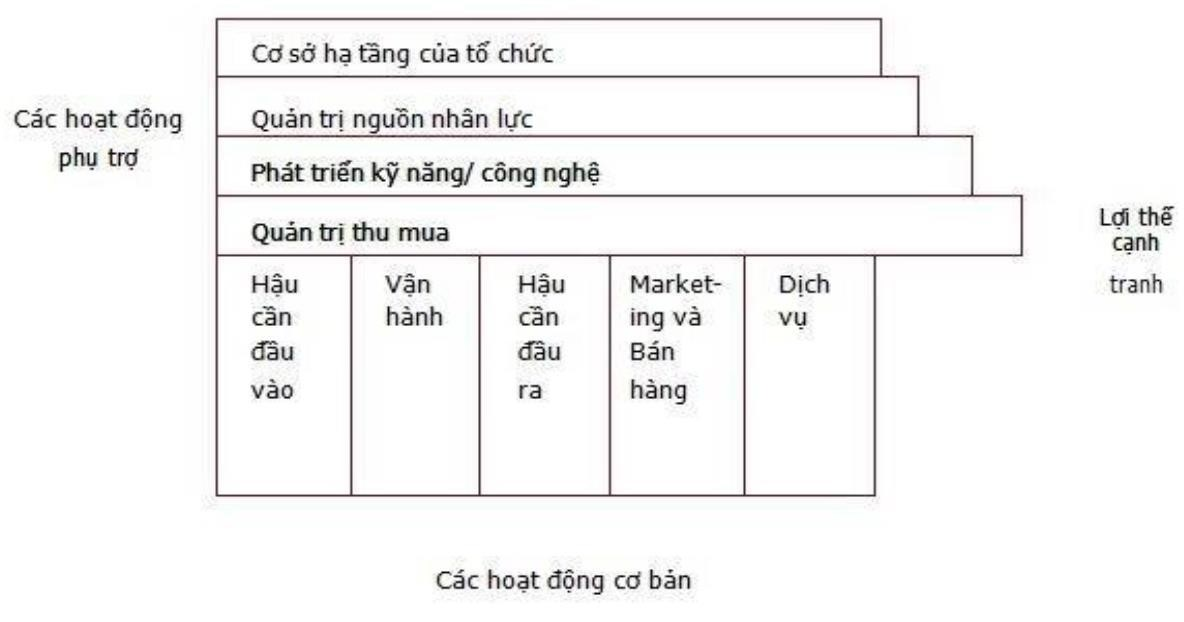 Cơ sở hạ tầng của tổ chức
Các hoạt động
phụ trợ
Quản trị nguồn nhân lực
Phát triển kỹ năng/ công nghệ
Quản trị thu mua
Lợi thế
cạnh
tranh
Hậu
cần
đầu
vào
Vận
hành
Hậu
cần
đầu
ra
Market-
ing và
Bán
hàng
Dịch
vụ
Các hoạt động cơ bản